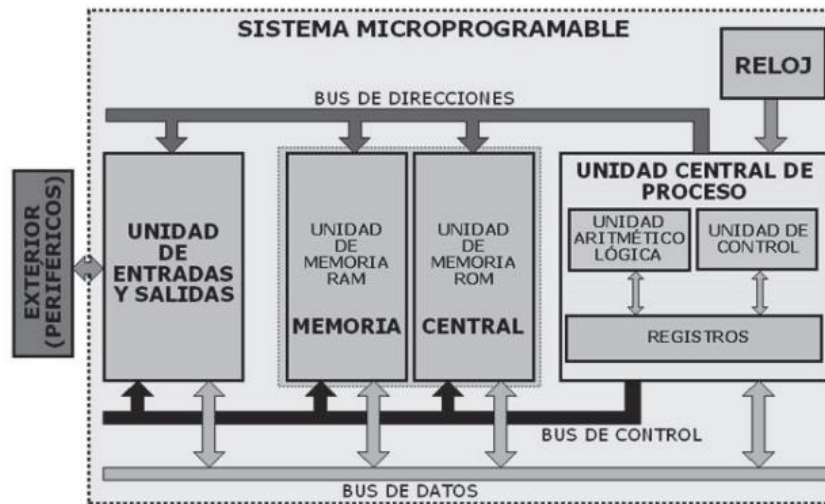 SISTEMA MICROPROGRAMABLE
RELOJ
BUS DE DIRECCIONES
EXTERIOR
(PERIFÉRICOS)
UNIDAD
DE
ENTRADAS
Y SALIDAS
UNIDAD
DE
MEMORIA
RAM
MEMORIA
UNIDAD
DE
MEMORIA
ROM
CENTRAL
UNIDAD CENTRAL DE
PROCESO
UNIDAD
ARITMÉTICO
LÓGICA
UNIDAD DE
CONTROL
REGISTROS
BUS DE CONTROL
BUS DE DATOS